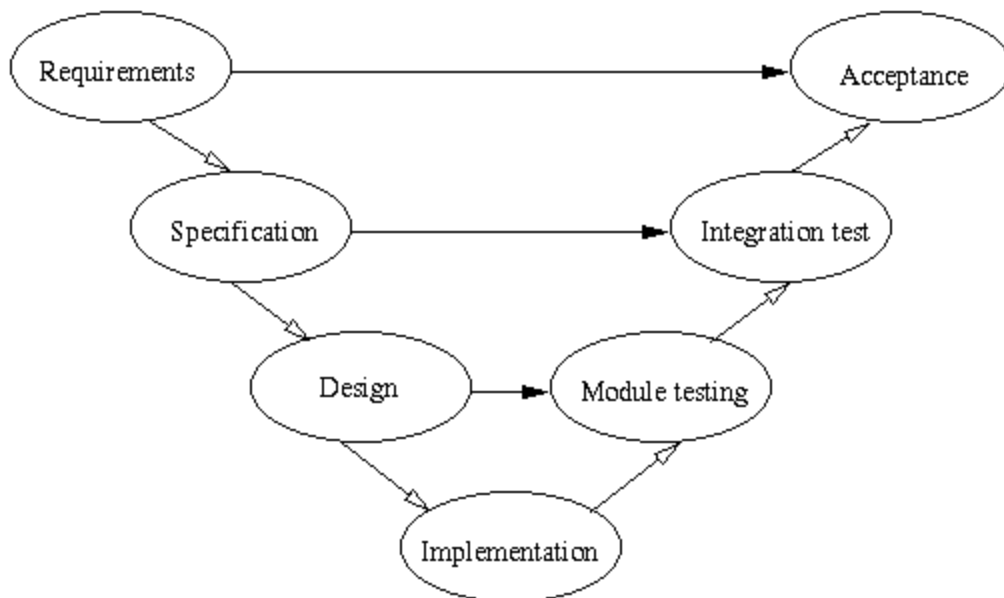 Requirements
Acceptance
Specification
Integration test
Design
Module testing
Implementation